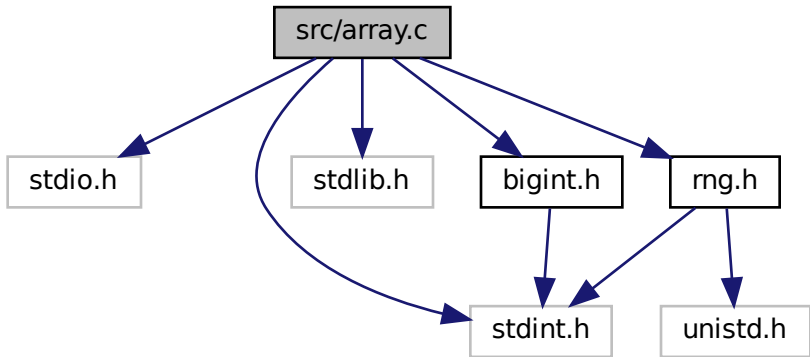 src/array.c
stdio.h
stdlib.h
bigint.h
rng.h
stdint.h
unistd.h